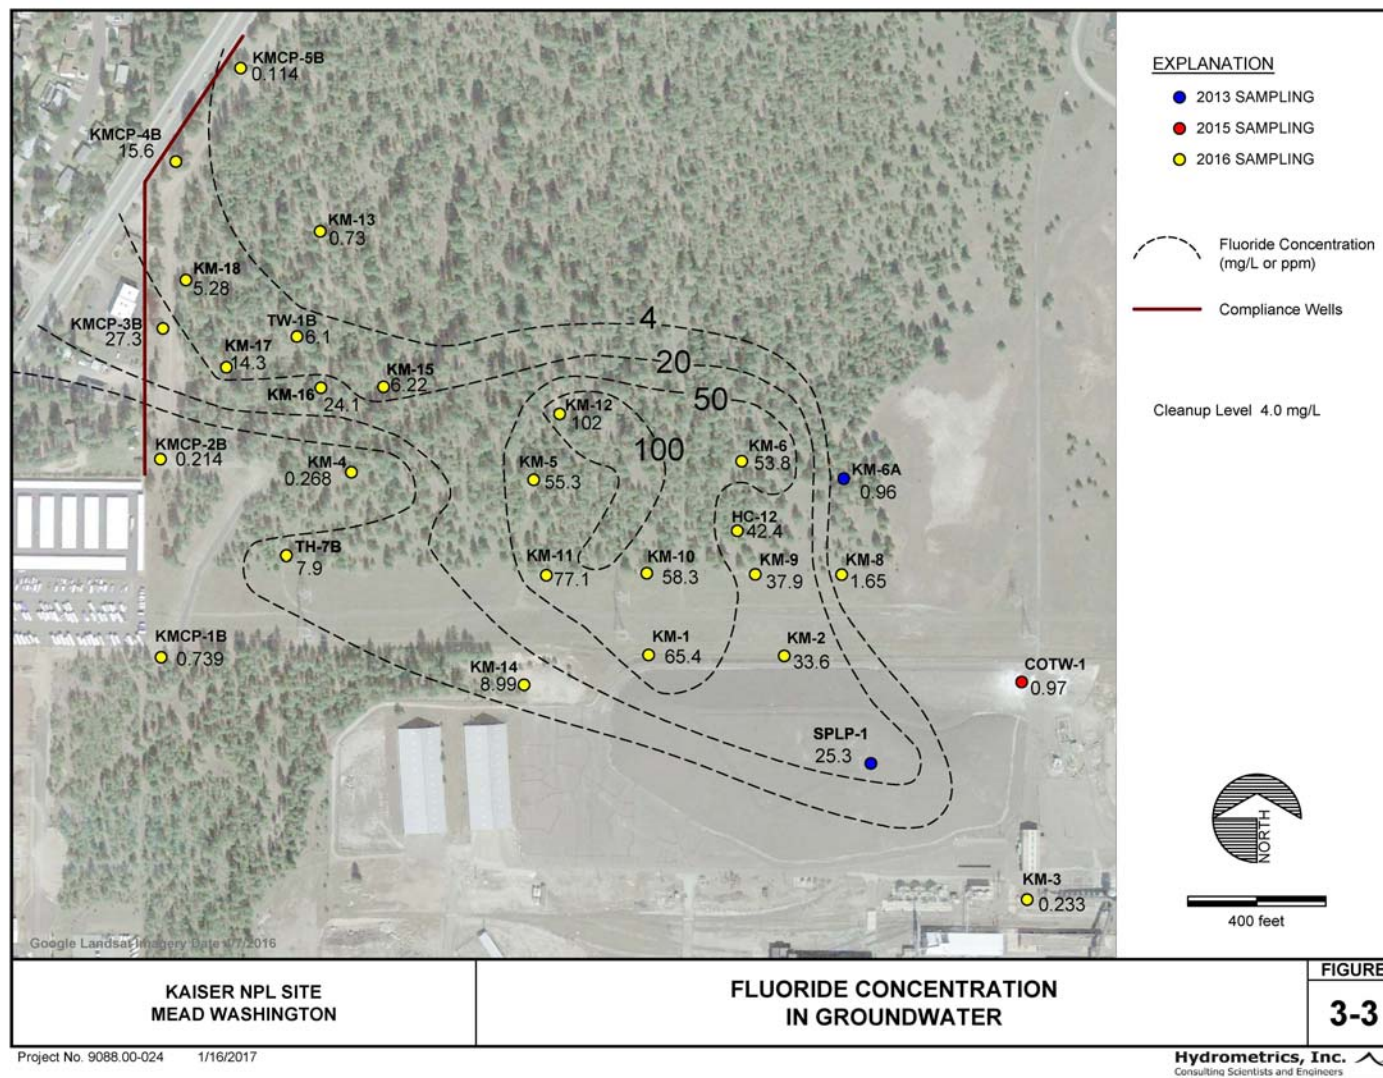 KMCP-5B
0.114
EXPLANATION
2013 SAMPLING
2015 SAMPLING
2016 SAMPLING
KMCP-4B
15.6
KM-13
0.73
Fluoride Concentration
(mg/L or ppm)
Compliance Wells
KM-18
5.28
KMCP-3B
27.3
TW-1B
6.1
4
KM-17
14.3
KM-15
6.22
20
KM-16
24.1
50
KM-12
102
Cleanup Level 4.0 mg/L
100
KMCP-2B
0.214
KM-4
0.268
KM-5
55.3
KM-6
53.8
KM-6A
0.96
HC-12
42.4
TH-7B
7.9
KM-11
77.1
KM-10
58.3
KM-9
37.9
KM-8
1.65
KMCP-1B
0.739
KM-14
8.99
KM-1
65.4
KM-2
33.6
COTW-1
0.97
SPLP-1
25.3
NORTH
KM-3
0.233
400 feet
Google Landsat Imagery Date 4/7/2016
KAISER NPL SITE
MEAD WASHINGTON
FLUORIDE CONCENTRATION
IN GROUNDWATER
FIGURE
3-3
Project No. 9088.00-024 1/16/2017
Hydrometrics, Inc.
Consulting Scientists and Engineers